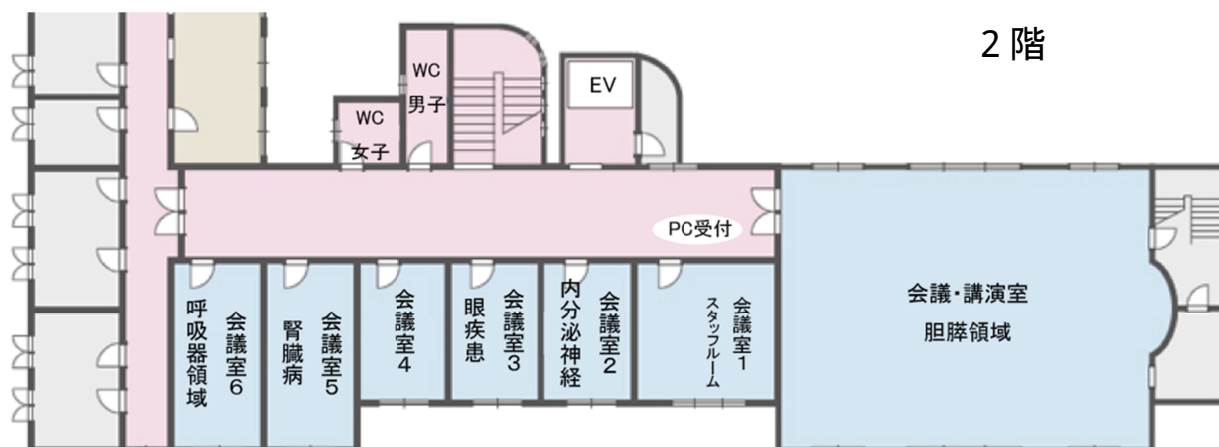 2階
WC
男子
WC
女子
EV
PC受付
会議・講演室
胆膵領域
会議室1
スタッフルーム
会議室2
内分泌神経
会議室3
眼疾患
会議室4
会議室5
腎臓病
会議室6
呼吸器領域